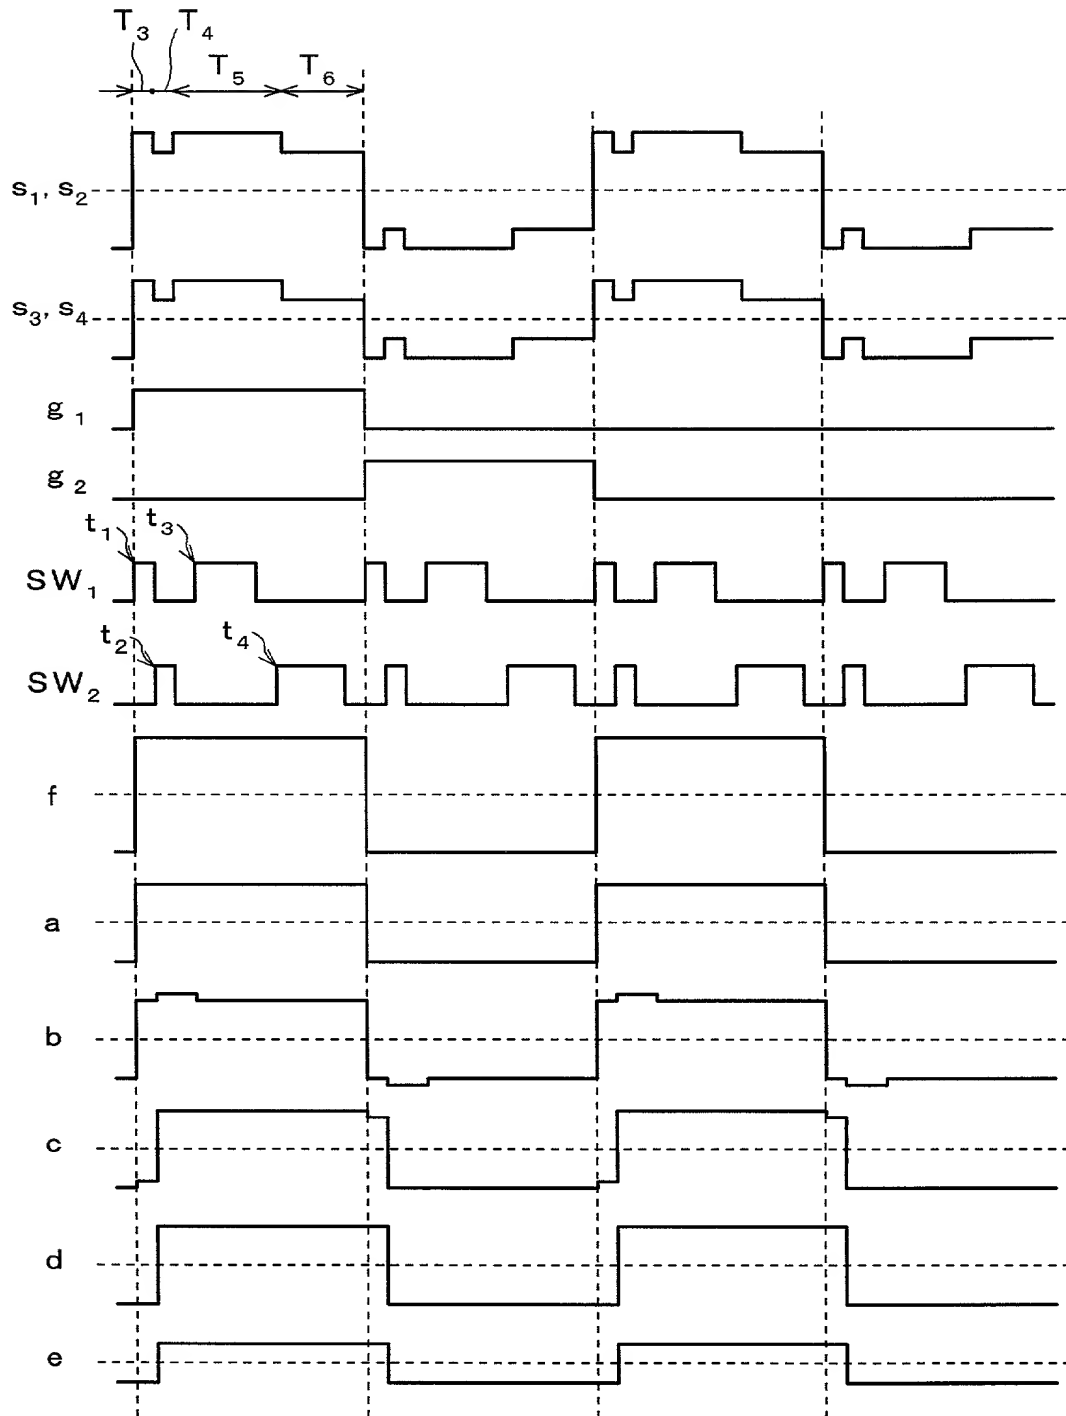 T₃ T₄
T₅ T₆
s₁, s₂
s₃, s₄
g₁
g₂
t₁ t₃
SW₁
t₂ t₄
SW₂
f
a
b
c
d
e